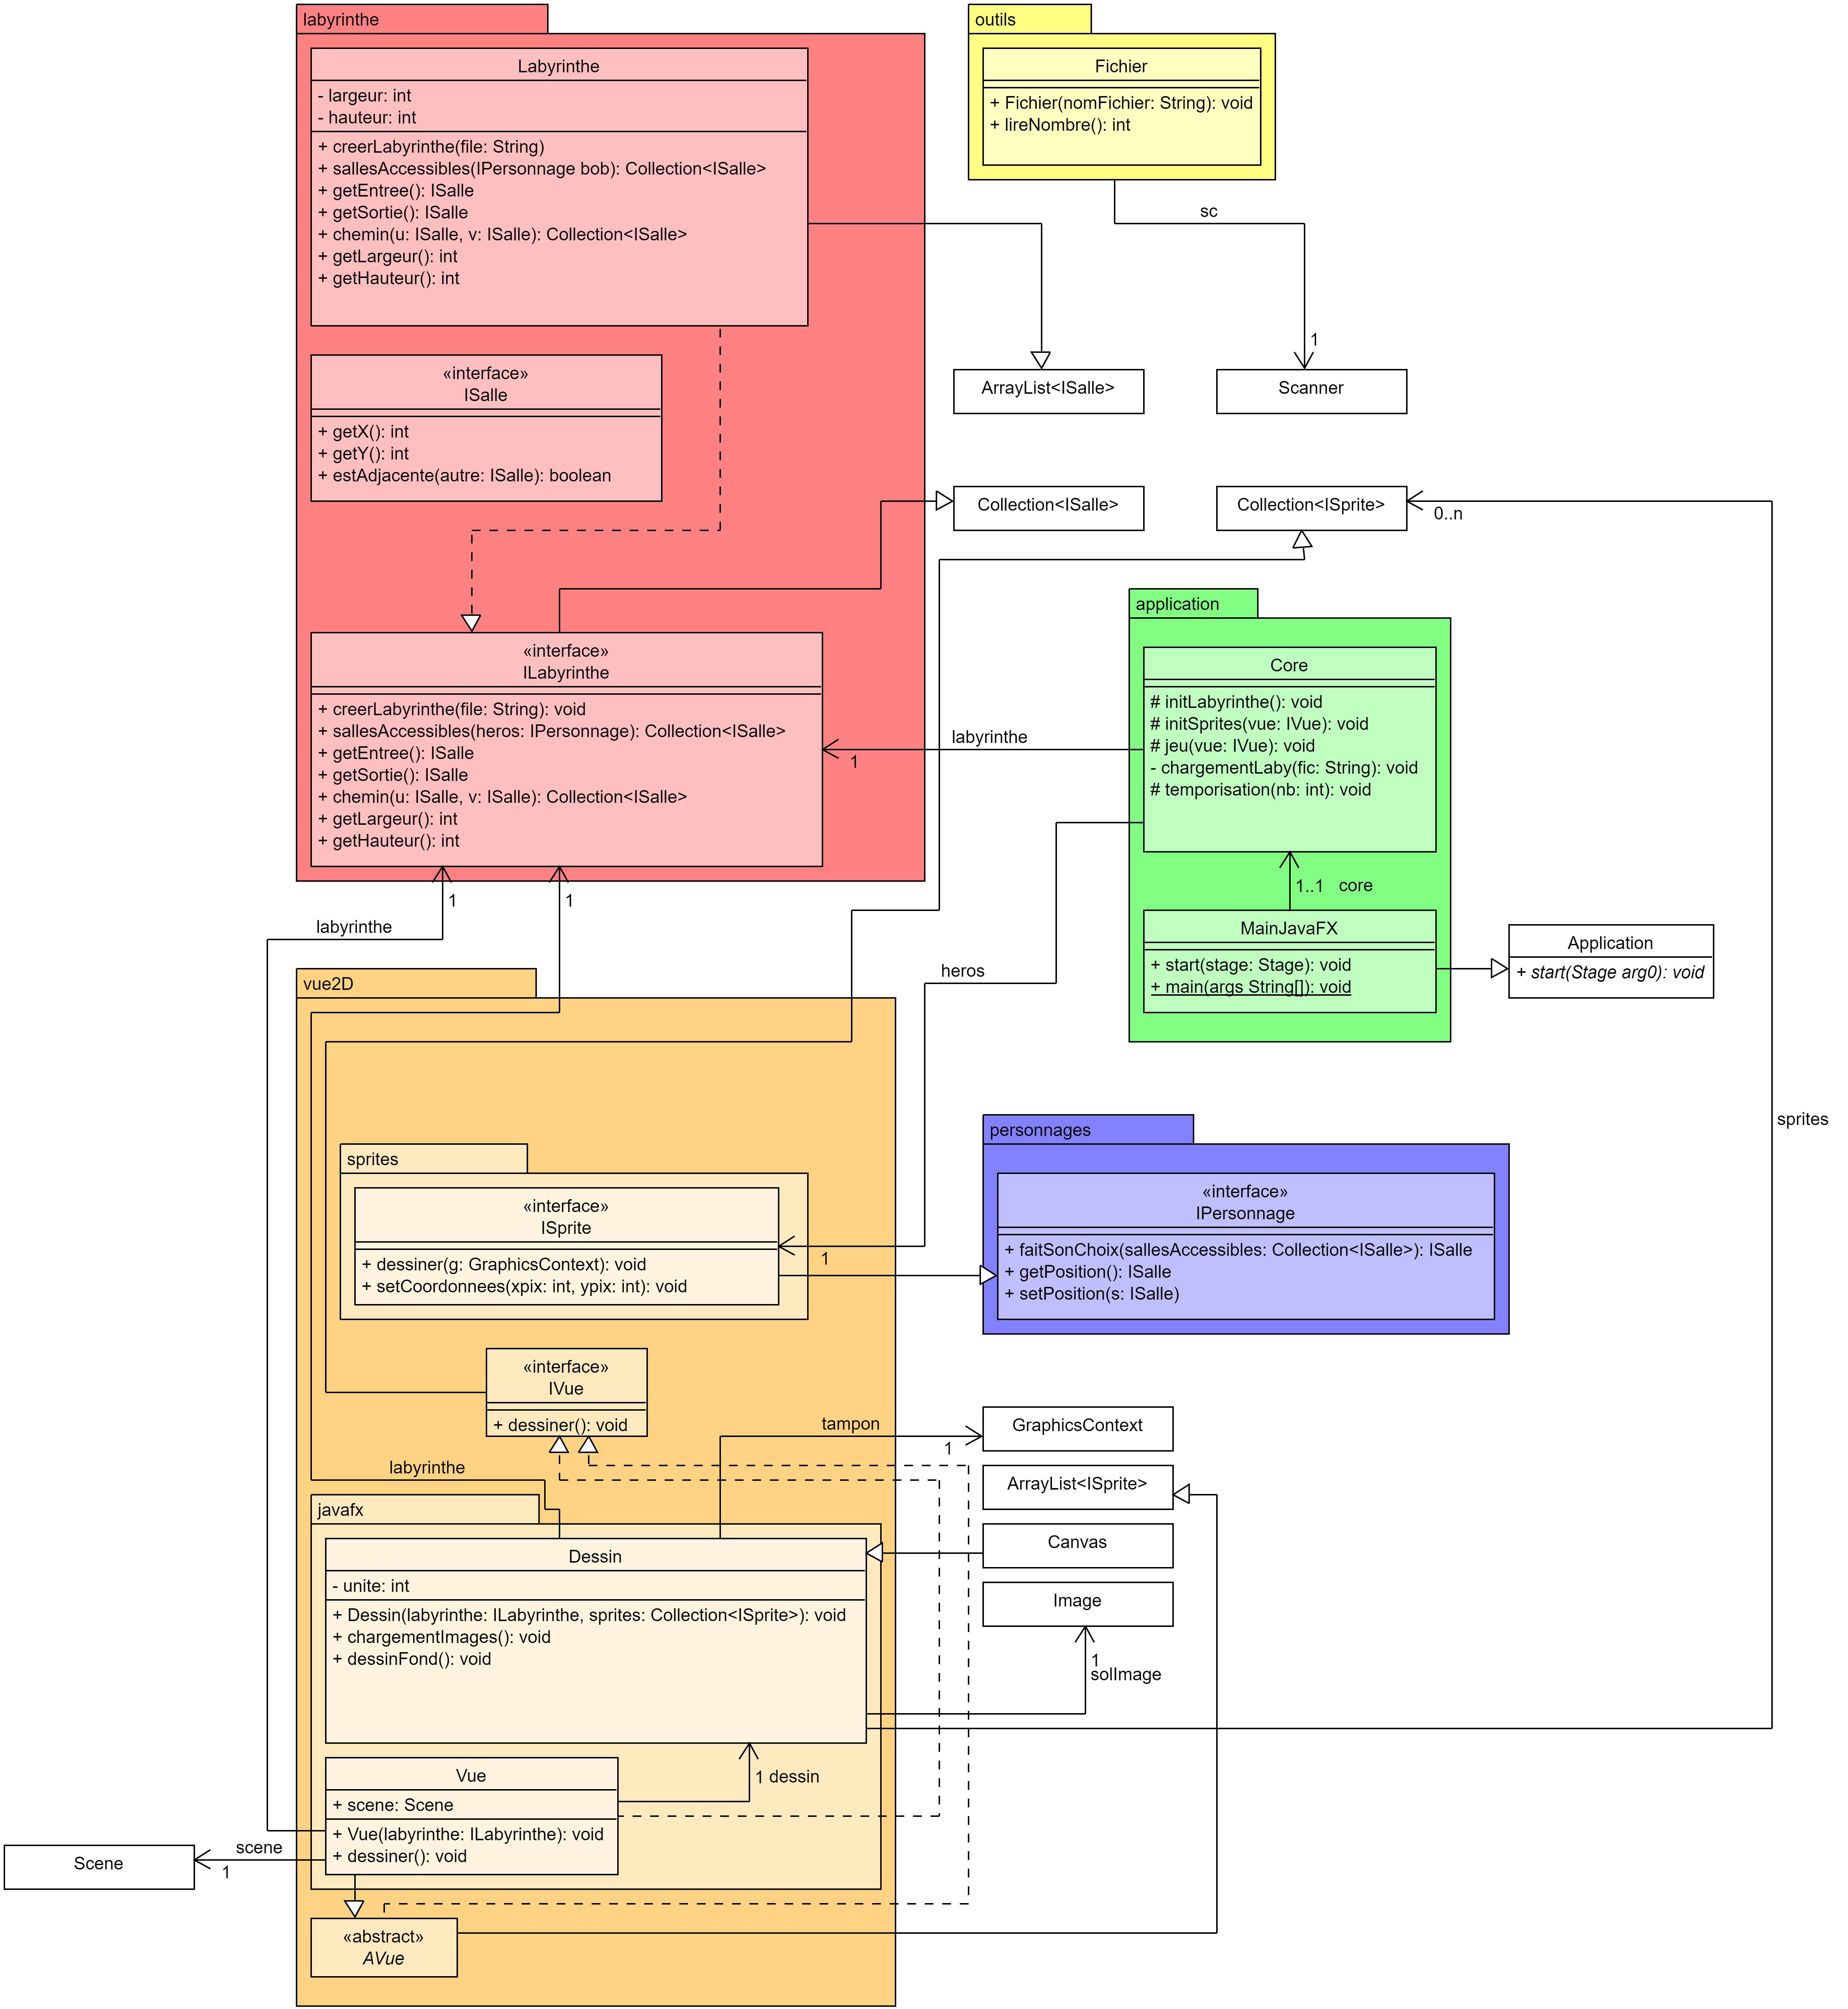 labyrinthe
Labyrinthe
- largeur: int
- hauteur: int
+ creerLabyrinthe(file: String)
+ sallesAccessibles(IPersonnage bob): Collection<ISalle>
+ getEntree(): ISalle
+ getSortie(): ISalle
+ chemin(u: ISalle, v: ISalle): Collection<ISalle>
+ getLargeur(): int
+ getHauteur(): int
outils
Fichier
+ Fichier(nomFichier: String): void
+ lireNombre(): int
sc
1
ArrayList<ISalle>
Scanner
«interface»
ISalle
+ getX(): int
+ getY(): int
+ estAdjacente(autre: ISalle): boolean
Collection<ISalle>
Collection<ISprite>
0..n
«interface»
ILabyrinthe
+ creerLabyrinthe(file: String): void
+ sallesAccessibles(heros: IPersonnage): Collection<ISalle>
+ getEntree(): ISalle
+ getSortie(): ISalle
+ chemin(u: ISalle, v: ISalle): Collection<ISalle>
+ getLargeur(): int
+ getHauteur(): int
labyrinthe
1
application
Core
# initLabyrinthe(): void
# initSprites(vue: IVue): void
# jeu(vue: IVue): void
- chargementLaby(fic: String): void
# temporisation(nb: int): void
1..1 core
MainJavaFX
+ start(stage: Stage): void
+ main(args String[]): void
Application
+ start(Stage arg0): void
1
1
labyrinthe
heros
vue2D
sprites
sprites
«interface»
ISprite
+ dessiner(g: GraphicsContext): void
+ setCoordonnees(xpix: int, ypix: int): void
1
personnages
«interface»
IPersonnage
+ faitSonChoix(sallesAccessibles: Collection<ISalle>): ISalle
+ getPosition(): ISalle
+ setPosition(s: ISalle)
«interface»
IVue
+ dessiner(): void
tampon
1
GraphicsContext
labyrinthe
ArrayList<ISprite>
javafx
Canvas
Dessin
- unite: int
+ Dessin(labyrinthe: ILabyrinthe, sprites: Collection<ISprite>): void
+ chargementImages(): void
+ dessinFond(): void
Image
1
solImage
Vue
+ scene: Scene
+ Vue(labyrinthe: ILabyrinthe): void
+ dessiner(): void
1 dessin
scene
1
Scene
«abstract»
AVue